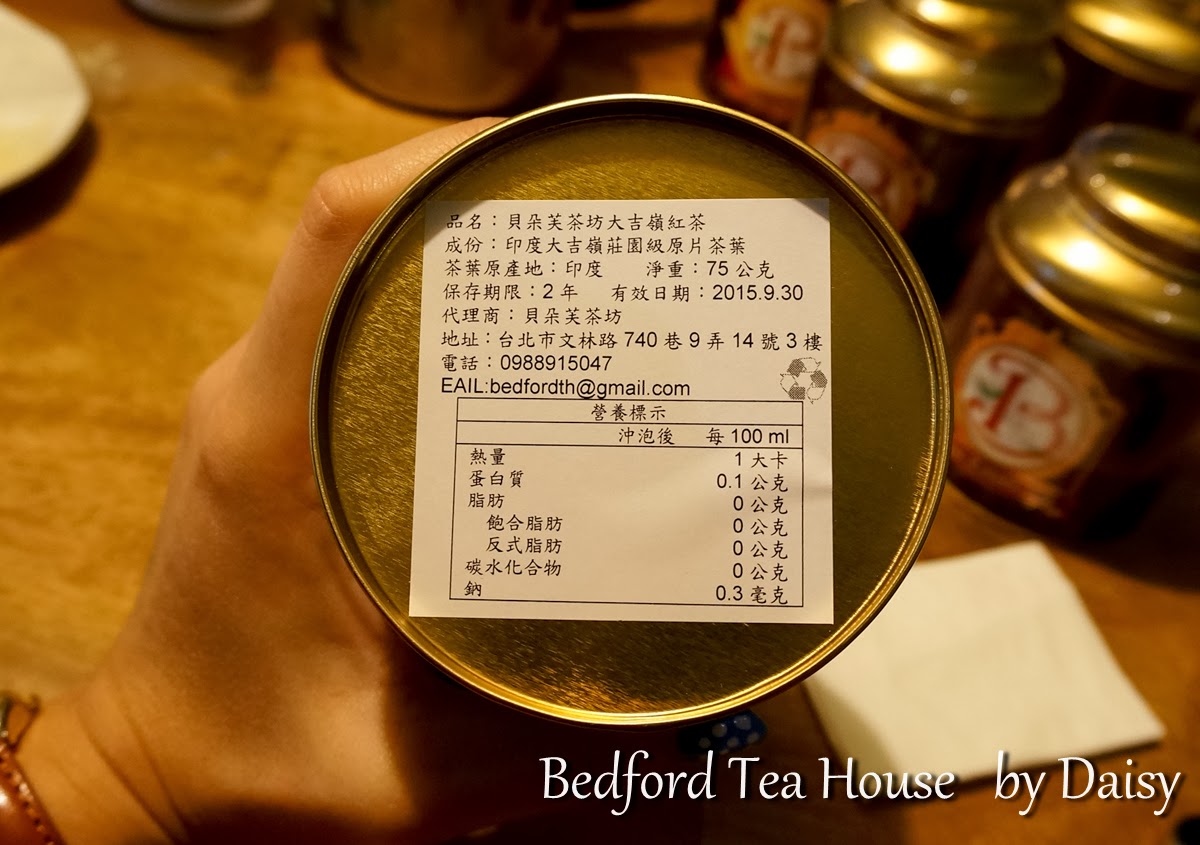 品名：貝朵芙茶坊大吉嶺紅茶
成份：印度大吉嶺莊園級原片茶葉
茶葉原產地：印度 淨重：75 公克
保存期限：2 年 有效日期：2015.9.30
代理商：貝朵芙茶坊
地址：台北市文林路 740 巷 9 弄 14 號 3 樓
電話：0988915047
EAIL:bedfordth@gmail.com
營養標示
沖泡後 每 100 ml
熱量 1 大卡
蛋白質 0.1 公克
脂肪 0 公克
飽合脂肪 0 公克
反式脂肪 0 公克
碳水化合物 0 公克
鈉 0.3 毫克
B
Bedford Tea House by Daisy